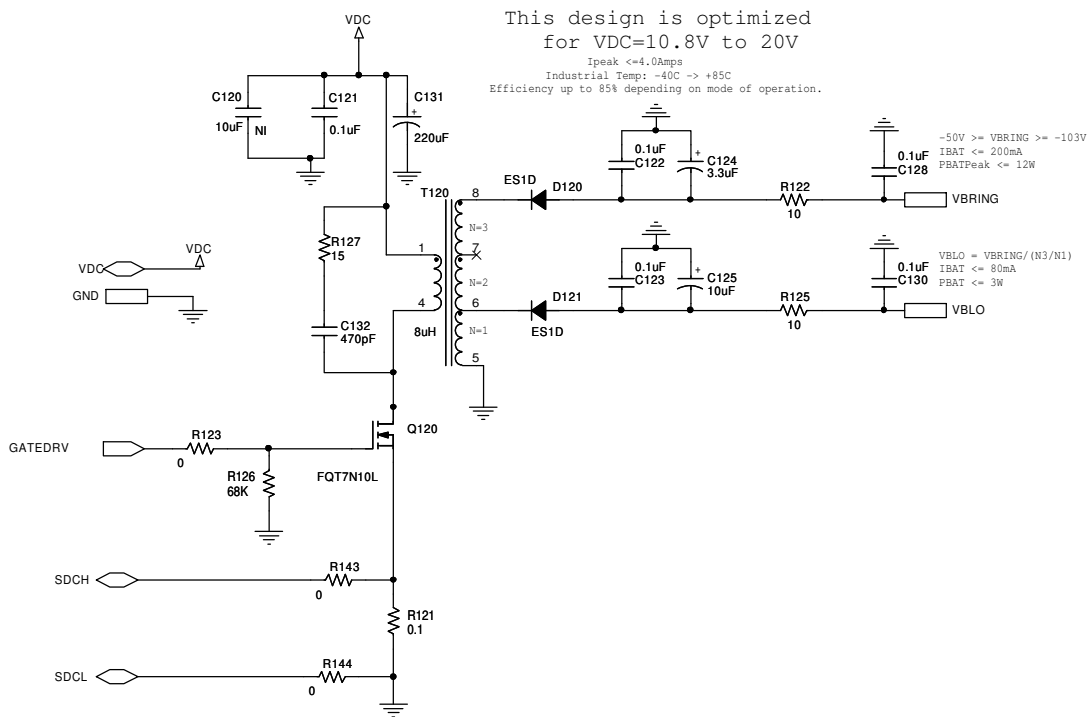 This design is optimized
for VDC=10.8V to 20V
Ipeak <=4.0Amps
Industrial Temp: -40C -> +85C
Efficiency up to 85% depending on mode of operation.
VDC
C120
10uF
NI
C121
0.1uF
C131
+
220uF
T120
1
4
8uH
8
N=3
7
N=2
6
N=1
5
ES1D
D120
0.1uF
C122
+
C124
3.3uF
R122
10
0.1uF
C128
VBRING
-50V >= VBRING >= -103V
IBAT <= 200mA
PBATPeak <= 12W
D121
ES1D
0.1uF
C123
+
C125
10uF
R125
10
0.1uF
C130
VBLO
VBLO = VBRING/(N3/N1)
IBAT <= 80mA
PBAT <= 3W
R127
15
C132
470pF
VDC
VDC
GND
GATEDRV
R123
0
R126
68K
Q120
FQT7N10L
SDCH
R143
0
R121
0.1
SDCL
R144
0